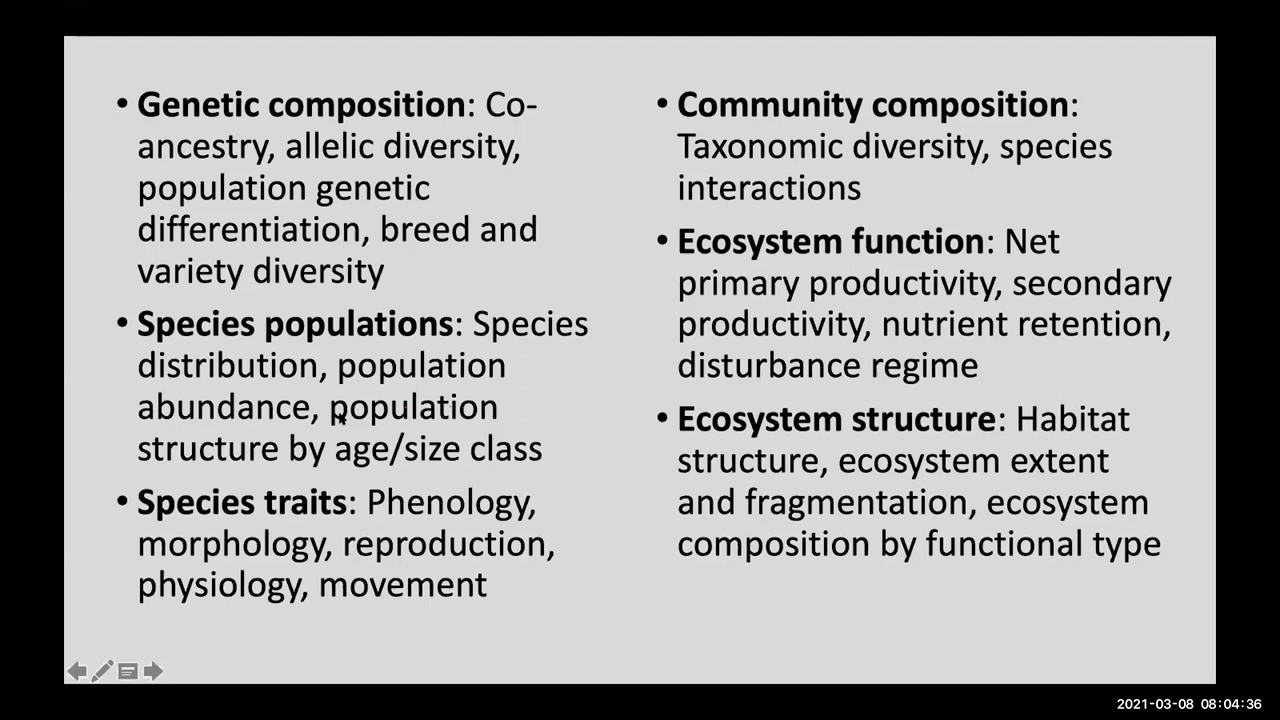 • Genetic composition: Co-
ancestry, allelic diversity,
population genetic
differentiation, breed and
variety diversity
• Species populations: Species
distribution, population
abundance, population
structure by age/size class
• Species traits: Phenology,
morphology, reproduction,
physiology, movement
• Community composition:
Taxonomic diversity, species
interactions
• Ecosystem function: Net
primary productivity, secondary
productivity, nutrient retention,
disturbance regime
• Ecosystem structure: Habitat
structure, ecosystem extent
and fragmentation, ecosystem
composition by functional type
2021-03-08 08:04:36